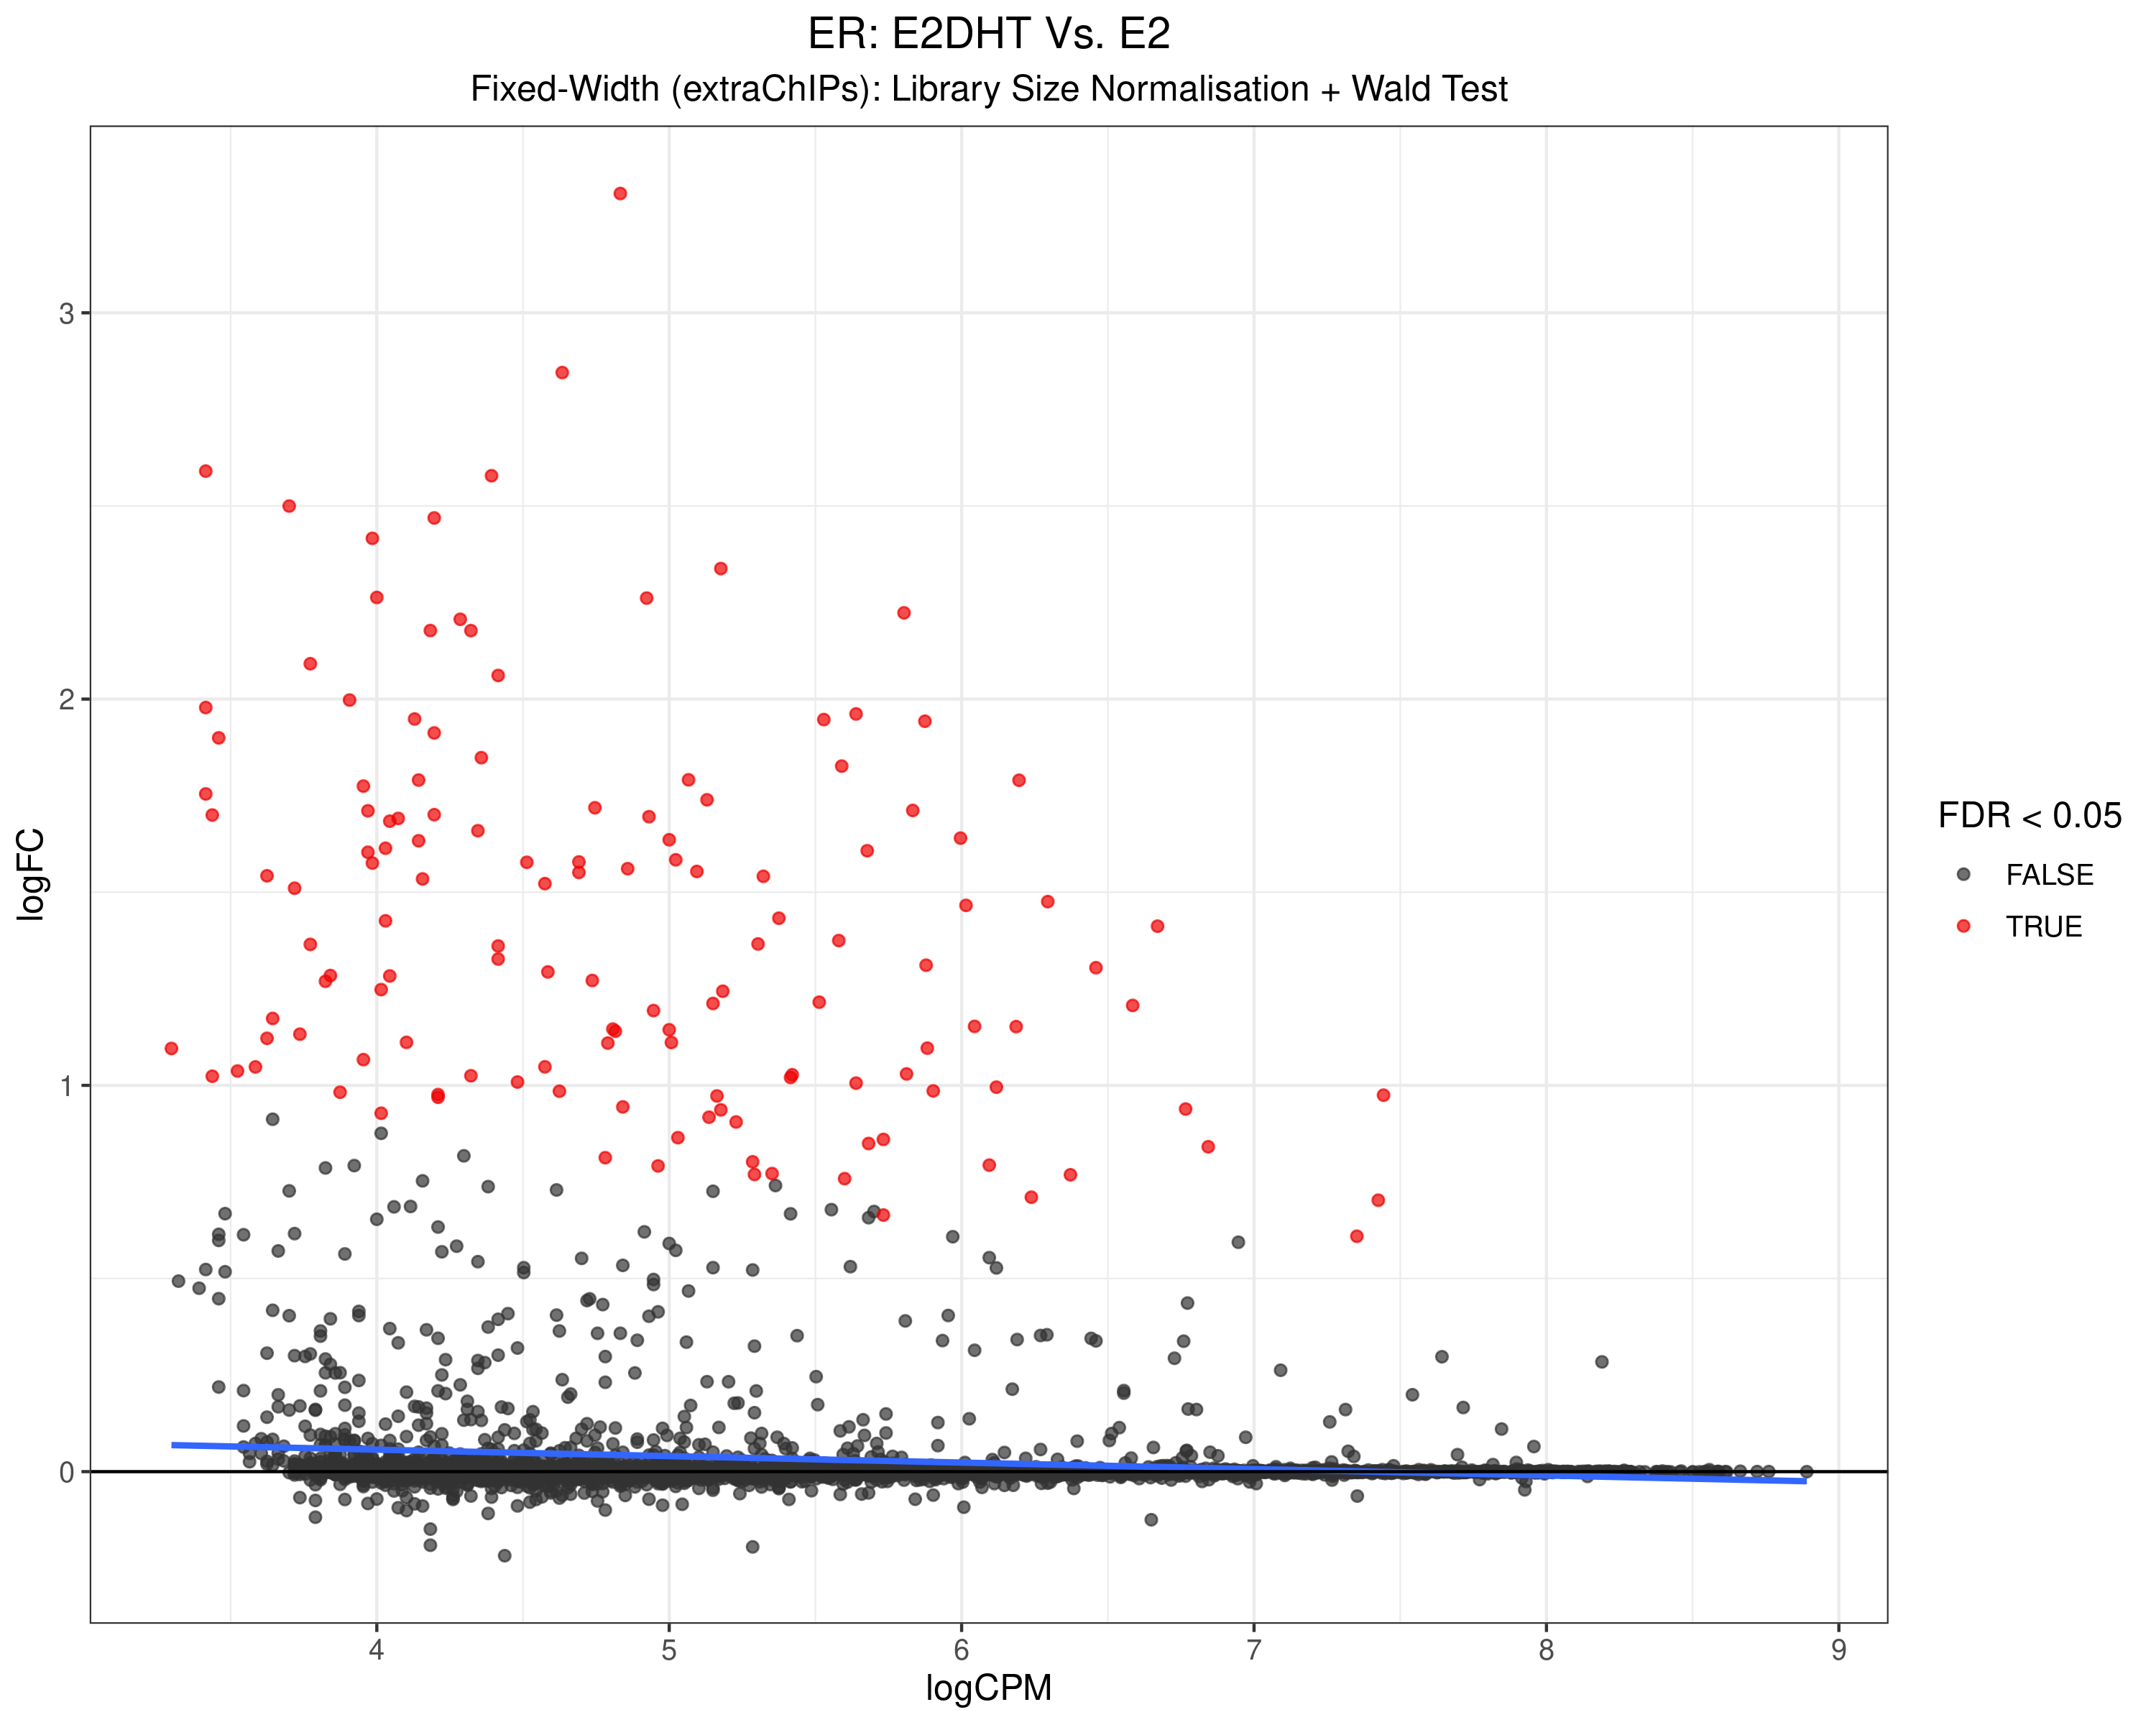 ER: E2DHT Vs. E2
Fixed-Width (extraChIPs): Library Size Normalisation + Wald Test
3
2
1
0
logFC
4 5 6 7 8 9
logCPM
FDR < 0.05
FALSE
TRUE